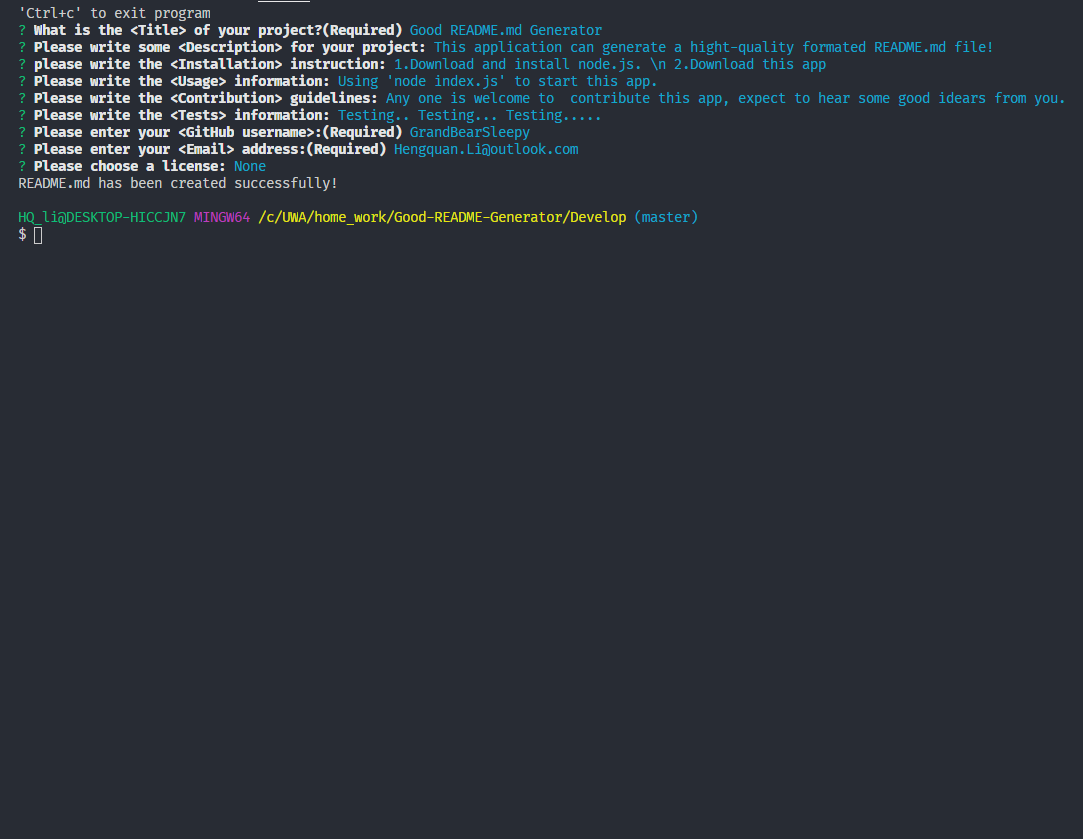 'Ctrl+c' to exit program
? What is the <Title> of your project?(Required) Good README.md Generator
? Please write some <Description> for your project: This application can generate a hight-quality formated README.md file!
? please write the <Installation> instruction: 1.Download and install node.js. \n 2.Download this app
? Please write the <Usage> information: Using 'node index.js' to start this app.
? Please write the <Contribution> guidelines: Any one is welcome to  contribute this app, expect to hear some good idears from you.
? Please write the <Tests> information: Testing.. Testing... Testing.....
? Please enter your <GitHub username>:(Required) GrandBearSleepy
? Please enter your <Email> address:(Required) Hengquan.Li@outlook.com
? Please choose a license: None
README.md has been created successfully!
HQ_li@DESKTOP-HICCJN7 MINGW64 /c/UWA/home_work/Good-README-Generator/Develop (master)
$